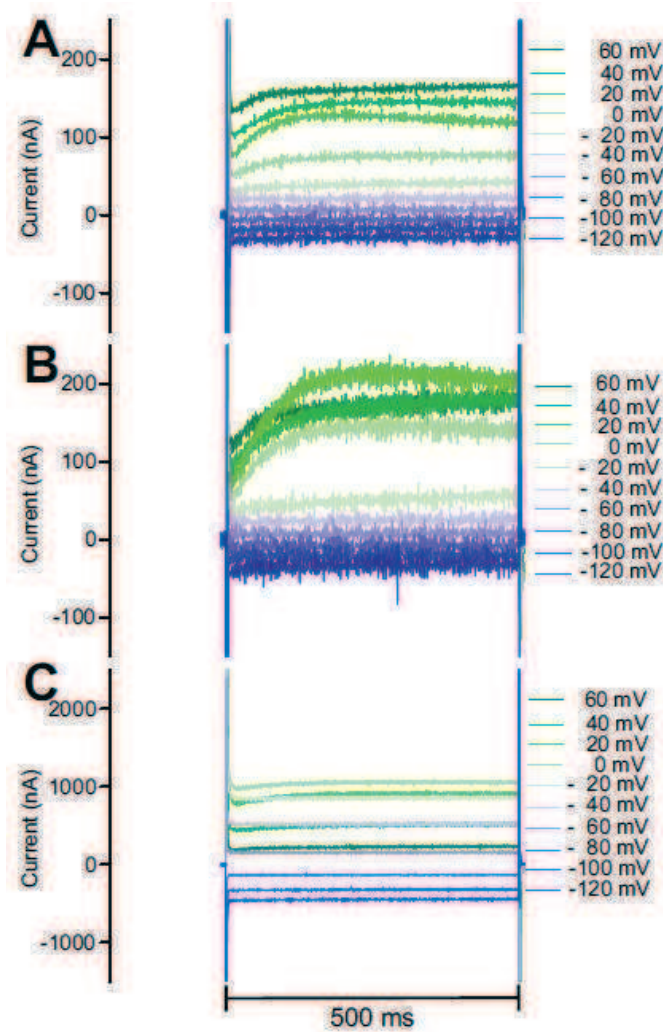 A
200
100
0
-100
Current (nA)
60 mV
40 mV
20 mV
0 mV
- 20 mV
- 40 mV
- 60 mV
- 80 mV
-100 mV
-120 mV
B
200
100
0
-100
Current (nA)
60 mV
40 mV
20 mV
0 mV
- 20 mV
- 40 mV
- 60 mV
- 80 mV
-100 mV
-120 mV
C
2000
1000
0
-1000
Current (nA)
60 mV
40 mV
20 mV
0 mV
- 20 mV
- 40 mV
- 60 mV
- 80 mV
-100 mV
-120 mV
500 ms